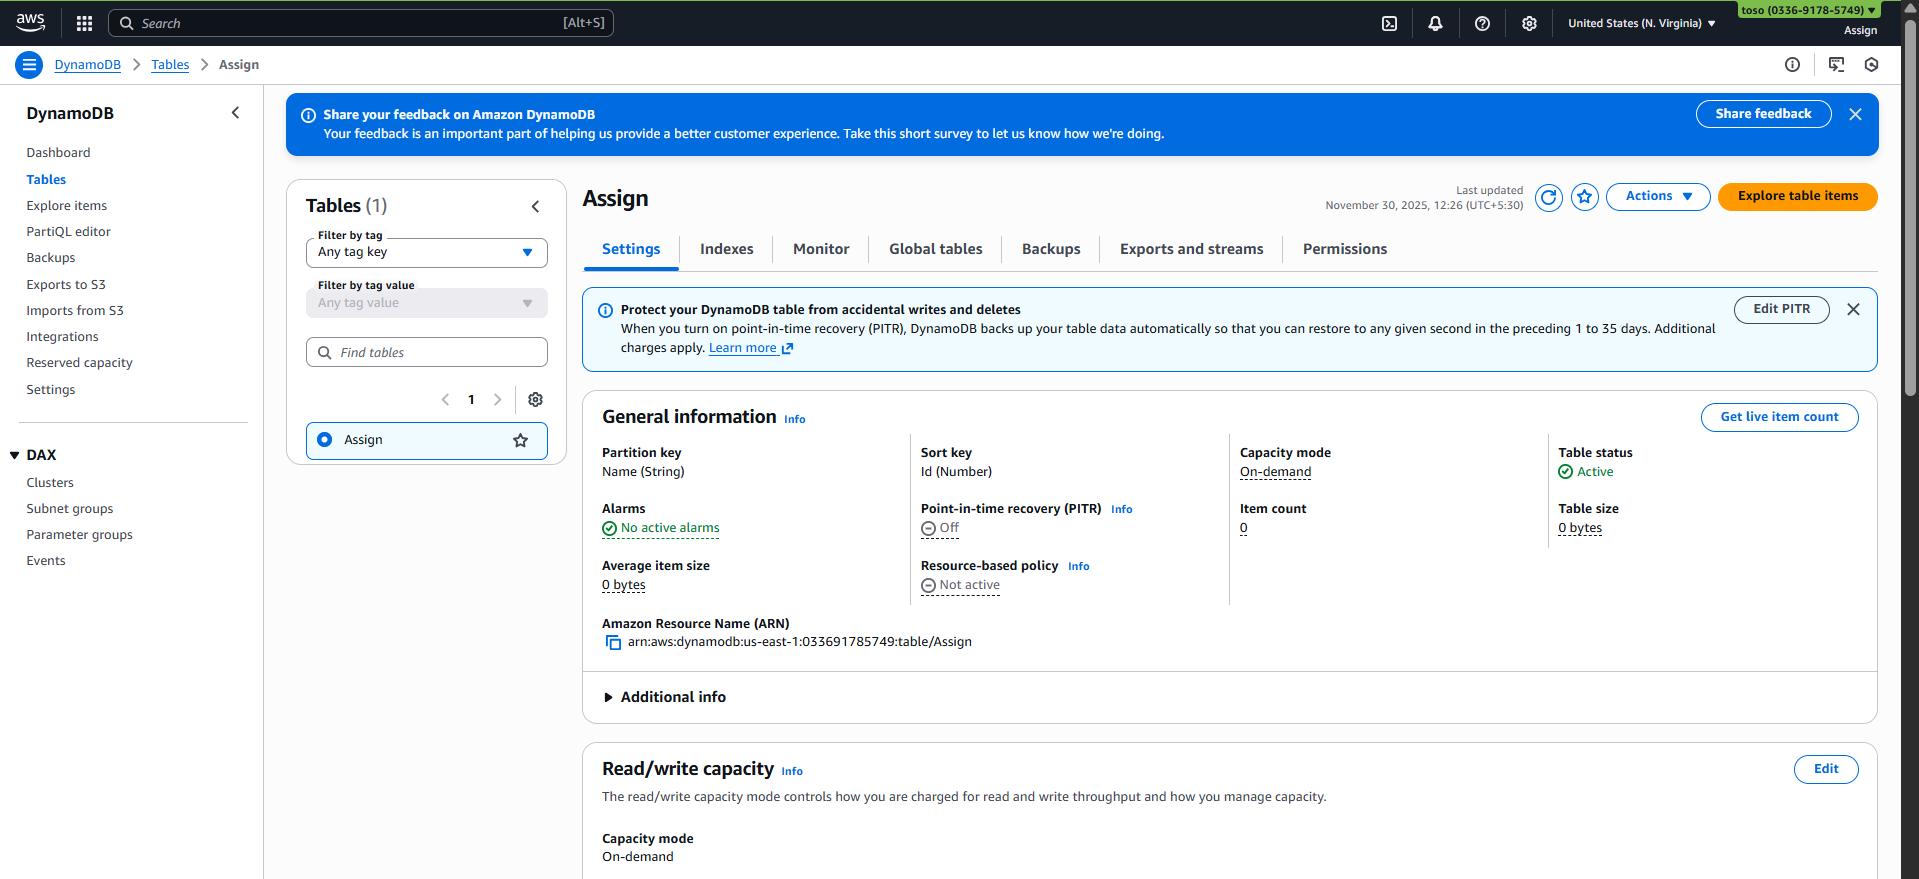 aws
Search
[Alt+S]
United States (N. Virginia)
toso (0336-9178-5749)
Assign
DynamoDB
Tables
Assign
DynamoDB
Dashboard
Tables
Explore items
PartiQL editor
Backups
Exports to S3
Imports from S3
Integrations
Reserved capacity
Settings
DAX
Clusters
Subnet groups
Parameter groups
Events
Share your feedback on Amazon DynamoDB
Your feedback is an important part of helping us provide a better customer experience. Take this short survey to let us know how we're doing.
Share feedback
Tables (1)
Filter by tag
Any tag key
Filter by tag value
Any tag value
Find tables
1
Assign
Assign
Last updated
November 30, 2025, 12:26 (UTC+5:30)
Actions
Explore table items
Settings
Indexes
Monitor
Global tables
Backups
Exports and streams
Permissions
Protect your DynamoDB table from accidental writes and deletes
When you turn on point-in-time recovery (PITR), DynamoDB backs up your table data automatically so that you can restore to any given second in the preceding 1 to 35 days. Additional
charges apply. Learn more
Edit PITR
General information Info
Get live item count
Partition key
Name (String)
Sort key
Id (Number)
Capacity mode
On-demand
Table status
Active
Alarms
No active alarms
Point-in-time recovery (PITR) Info
Off
Item count
0
Table size
0 bytes
Average item size
0 bytes
Resource-based policy Info
Not active
Amazon Resource Name (ARN)
arn:aws:dynamodb:us-east-1:033691785749:table/Assign
Additional info
Read/write capacity Info
Edit
The read/write capacity mode controls how you are charged for read and write throughput and how you manage capacity.
Capacity mode
On-demand